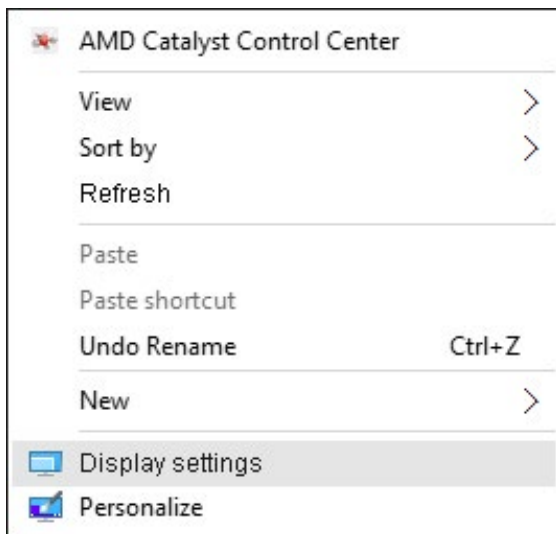 AMD Catalyst Control Center
View
Sort by
Refresh
Paste
Paste shortcut
Undo Rename Ctrl+Z
New
Display settings
Personalize